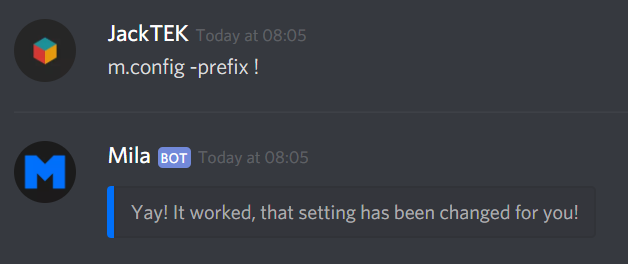 JackTEK Today at 08:05
m.config -prefix !
M
Mila BOT Today at 08:05
Yay! It worked, that setting has been changed for you!